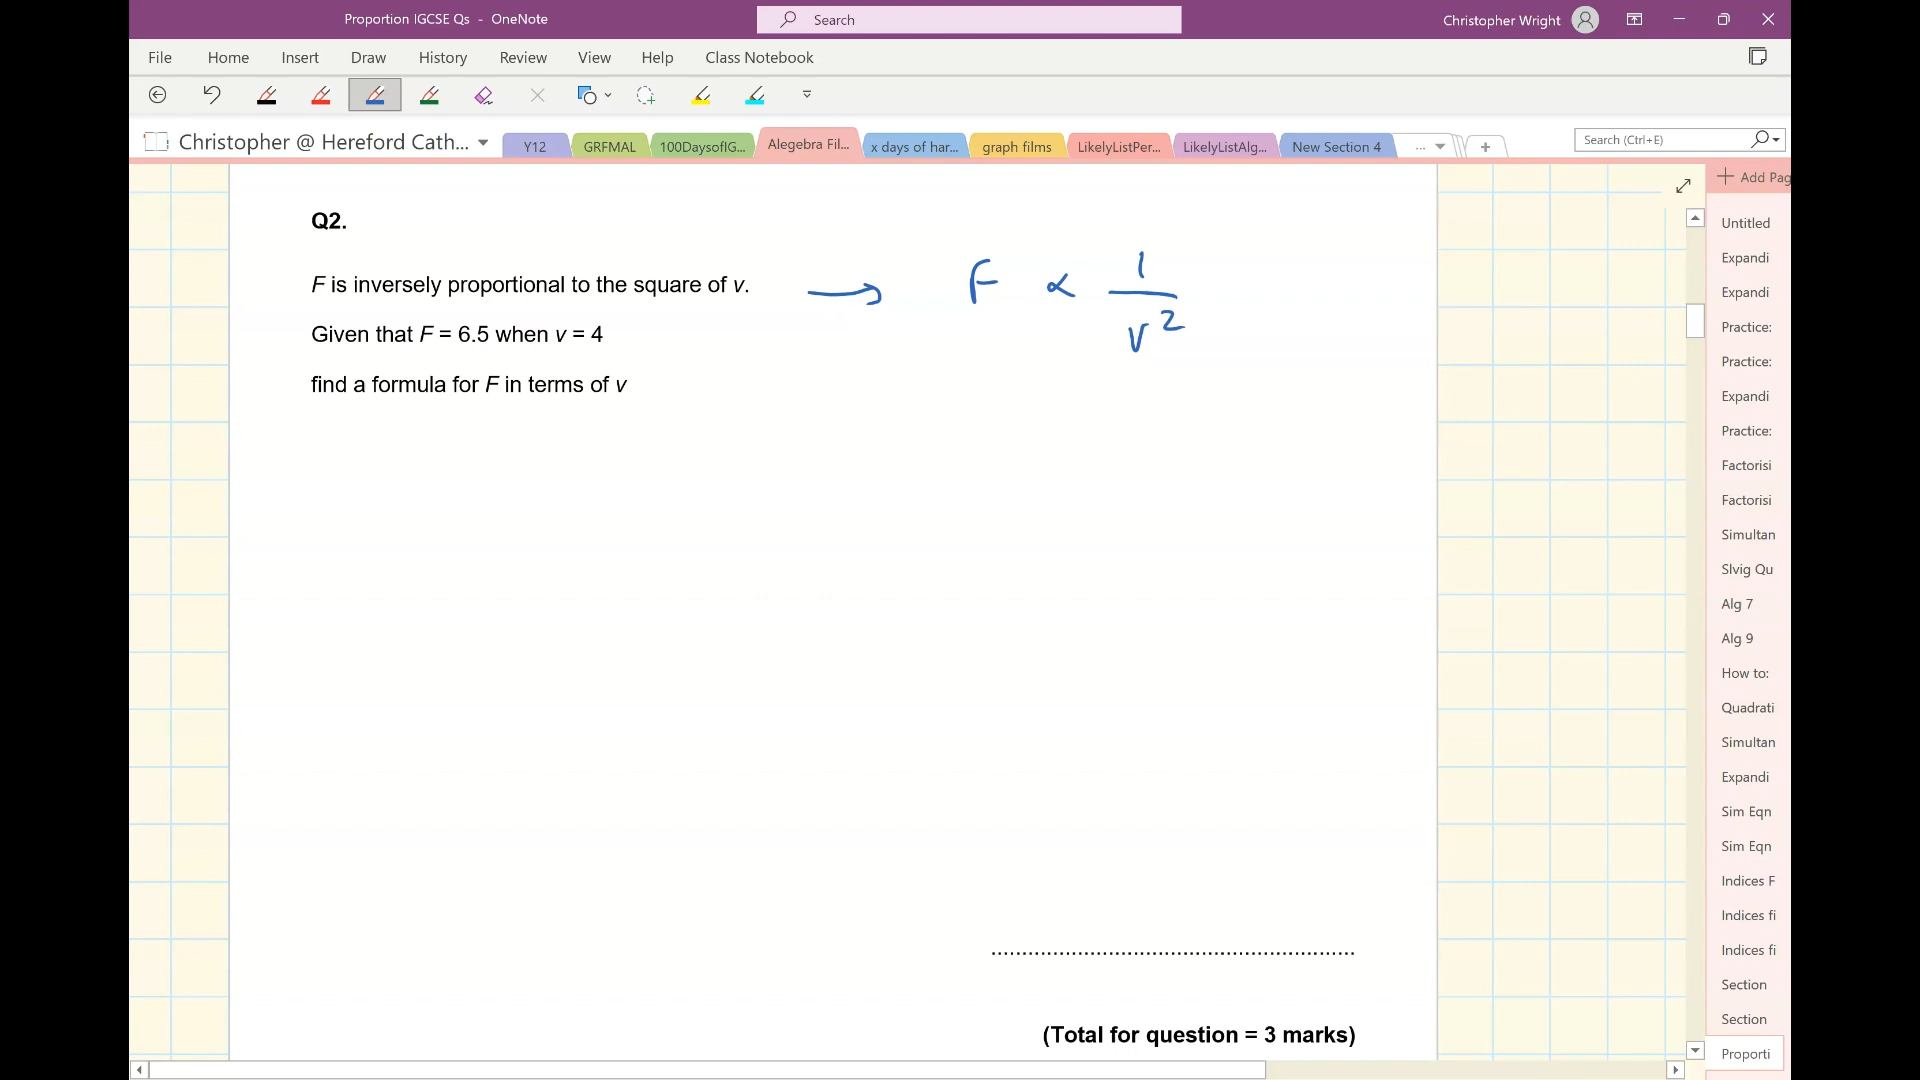 Proportion IGCSE Qs - OneNote
Search
Christopher Wright
File Home Insert Draw History Review View Help Class Notebook
Christopher @ Hereford Cath...
Y12 GRFMAL 100DaysofIG... Alegebra Fil... x days of har... graph films LikelyListPer... LikelyListAlg... New Section 4 ... +
Search (Ctrl+E)
Add Pag
Q2.
F is inversely proportional to the square of v. → F ∝ 1/v²
Given that F = 6.5 when v = 4
find a formula for F in terms of v
............................................................
(Total for question = 3 marks)
Untitled
Expandi
Expandi
Practice:
Practice:
Expandi
Practice:
Factorisi
Factorisi
Simultan
Slvig Qu
Alg 7
Alg 9
How to:
Quadrati
Simultan
Expandi
Sim Eqn
Sim Eqn
Indices F
Indices fi
Indices fi
Section
Section
Proporti